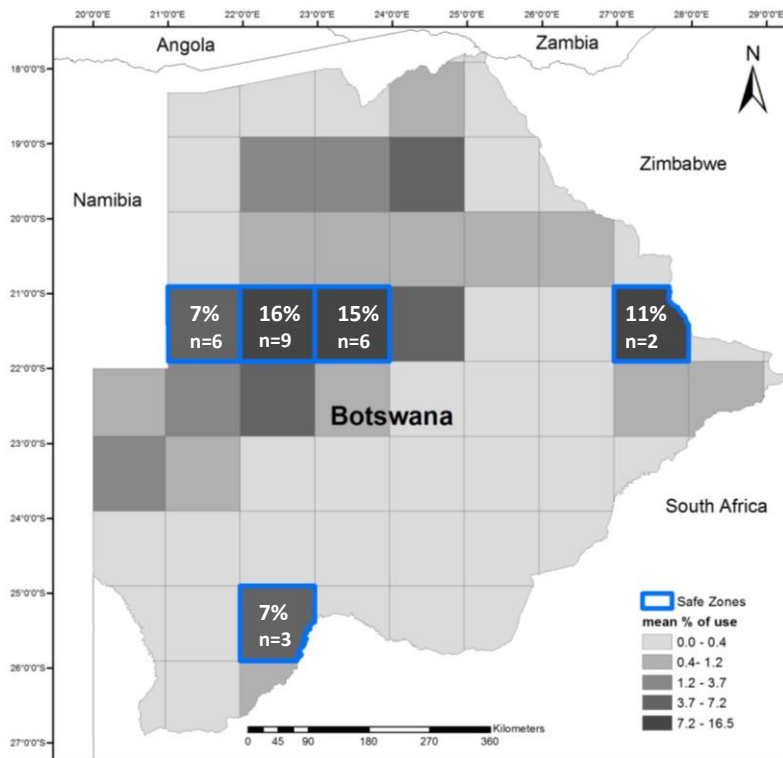 20°0'0"E 21°0'0"E 22°0'0"E 23°0'0"E 24°0'0"E 25°0'0"E 26°0'0"E 27°0'0"E 28°0'0"E 29°0'0"E
Angola
Zambia
N
18°0'0"S
19°0'0"S
Zimbabwe
Namibia
20°0'0"S
21°0'0"S
7%
n=6
16%
n=9
15%
n=6
11%
n=2
22°0'0"S
Botswana
23°0'0"S
South Africa
24°0'0"S
25°0'0"S
7%
n=3
26°0'0"S
27°0'0"S
Safe Zones
mean % of use
0.0 - 0.4
0.4- 1.2
1.2 - 3.7
3.7 - 7.2
7.2 - 16.5
Kilometers
0 45 90 180 270 360